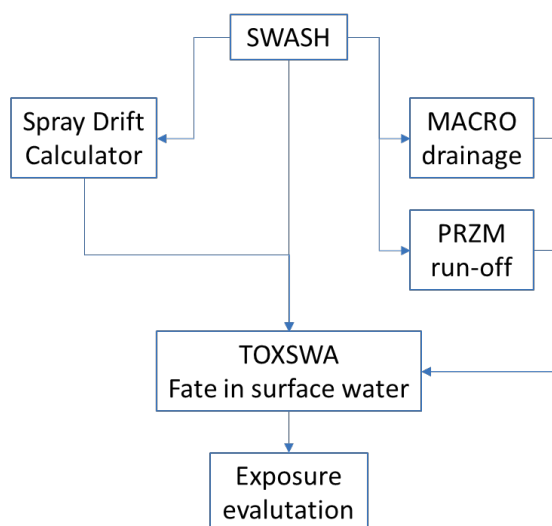 SWASH
Spray Drift
Calculator
MACRO
drainage
PRZM
run-off
TOXSWA
Fate in surface water
Exposure
evalutation